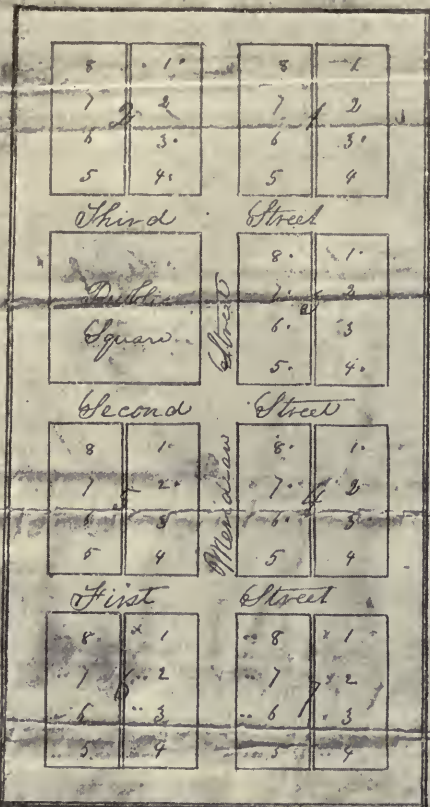 8 1 8 1
7 2 7 2
2 1
6 3 6 3
5 4 5 4
Third Street
8 1
Public 7 2
Square 6 3
5 4
Street
Second Street
8 1 8 1
7 2 7 2
5 4
6 3 6 3
5 4 5 4
Meridian
First Street
8 1 8 1
7 2 7 2
6 7
6 3 6 3
5 4 5 4